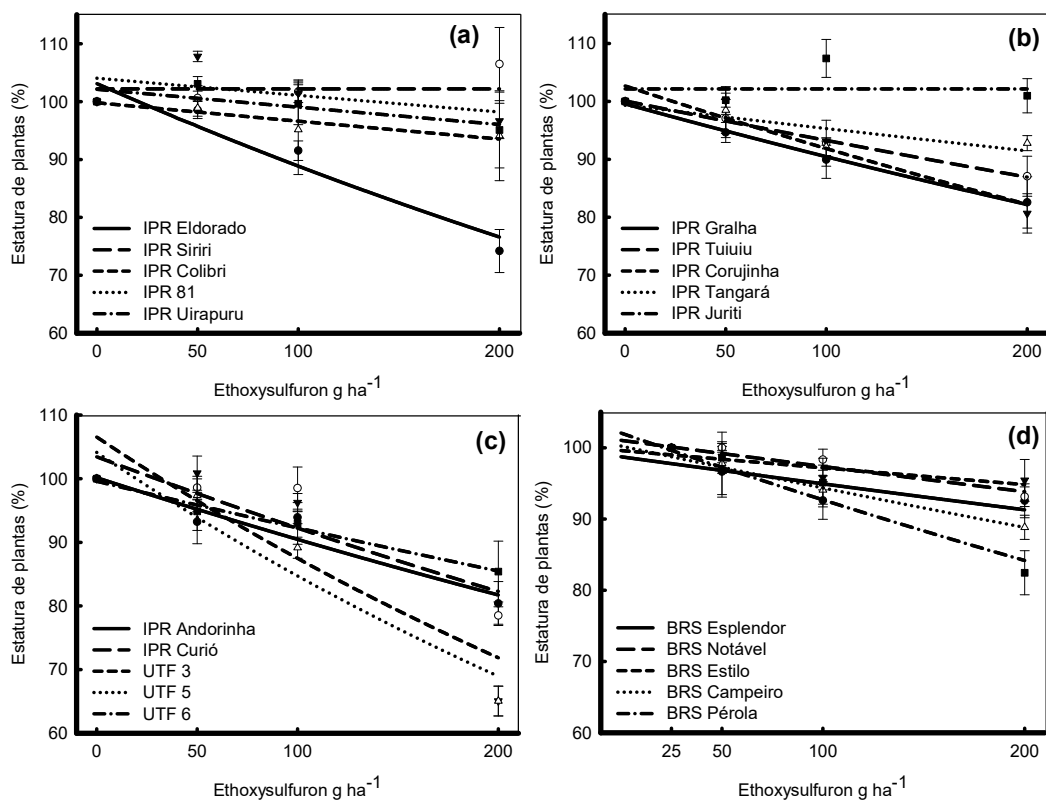 (a)
Estatura de plantas (%)
110
100
90
80
70
60
IPR Eldorado
IPR Siriri
IPR Colibri
IPR 81
IPR Uirapuru
0 50 100 200
Ethoxysulfuron g ha-1
(b)
Estatura de plantas (%)
110
100
90
80
70
60
IPR Gralha
IPR Tuiuiu
IPR Corujinha
IPR Tangará
IPR Juriti
0 50 100 200
Ethoxysulfuron g ha-1
(c)
Estatura de plantas (%)
110
100
90
80
70
60
IPR Andorinha
IPR Curió
UTF 3
UTF 5
UTF 6
0 50 100 200
Ethoxysulfuron g ha-1
(d)
Estatura de plantas (%)
100
90
80
70
60
BRS Esplendor
BRS Notável
BRS Estilo
BRS Campeiro
BRS Pérola
25 50 100 200
Ethoxysulfuron g ha-1